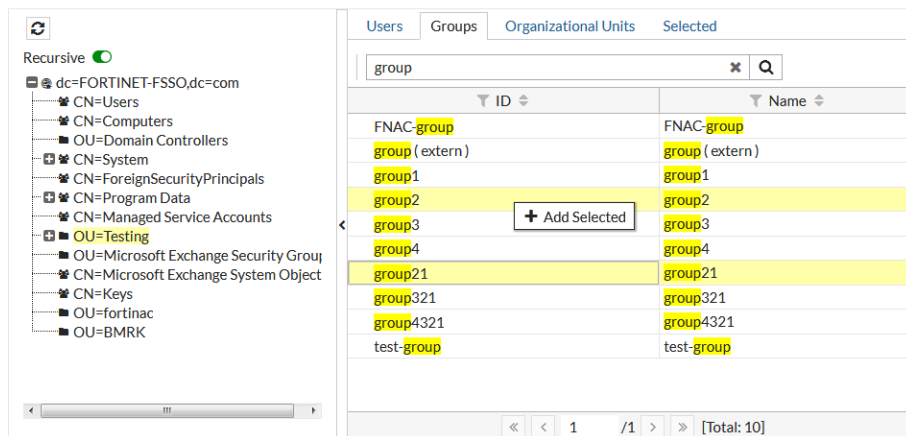 Recursive
dc=FORTINET-FSSO,dc=com
CN=Users
CN=Computers
OU=Domain Controllers
CN=System
CN=ForeignSecurityPrincipals
CN=Program Data
CN=Managed Service Accounts
OU=Testing
OU=Microsoft Exchange Security Grou
CN=Microsoft Exchange System Object
CN=Keys
OU=fortinac
OU=BMRK
Users Groups Organizational Units Selected
group
ID Name
FNAC-group FNAC-group
group ( extern ) group ( extern )
group1 group1
group2 group2
+ Add Selected
group3 group3
group4 group4
group21 group21
group321 group321
group4321 group4321
test-group test-group
« < 1 /1 > » [Total: 10]